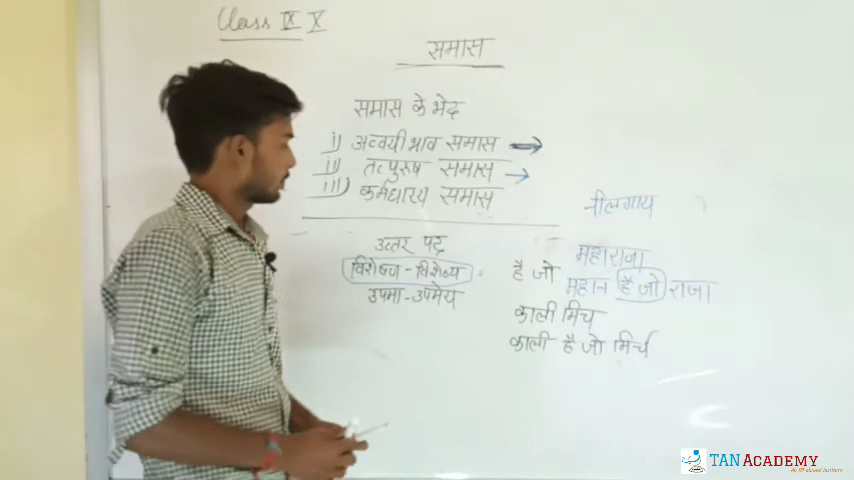 Class IX X
समास
समास के भेद
i) अव्ययीभाव समास →
ii) तत्पुरुष समास →
iii) कर्मधारय समास
नीलगाय
उत्तर पद
विशेषण - विशेष्य = है जो
उपमा - उपमेय
महाराजा
महान है जो राजा
काली मिच
काली है जो मिर्च
TAN ACADEMY